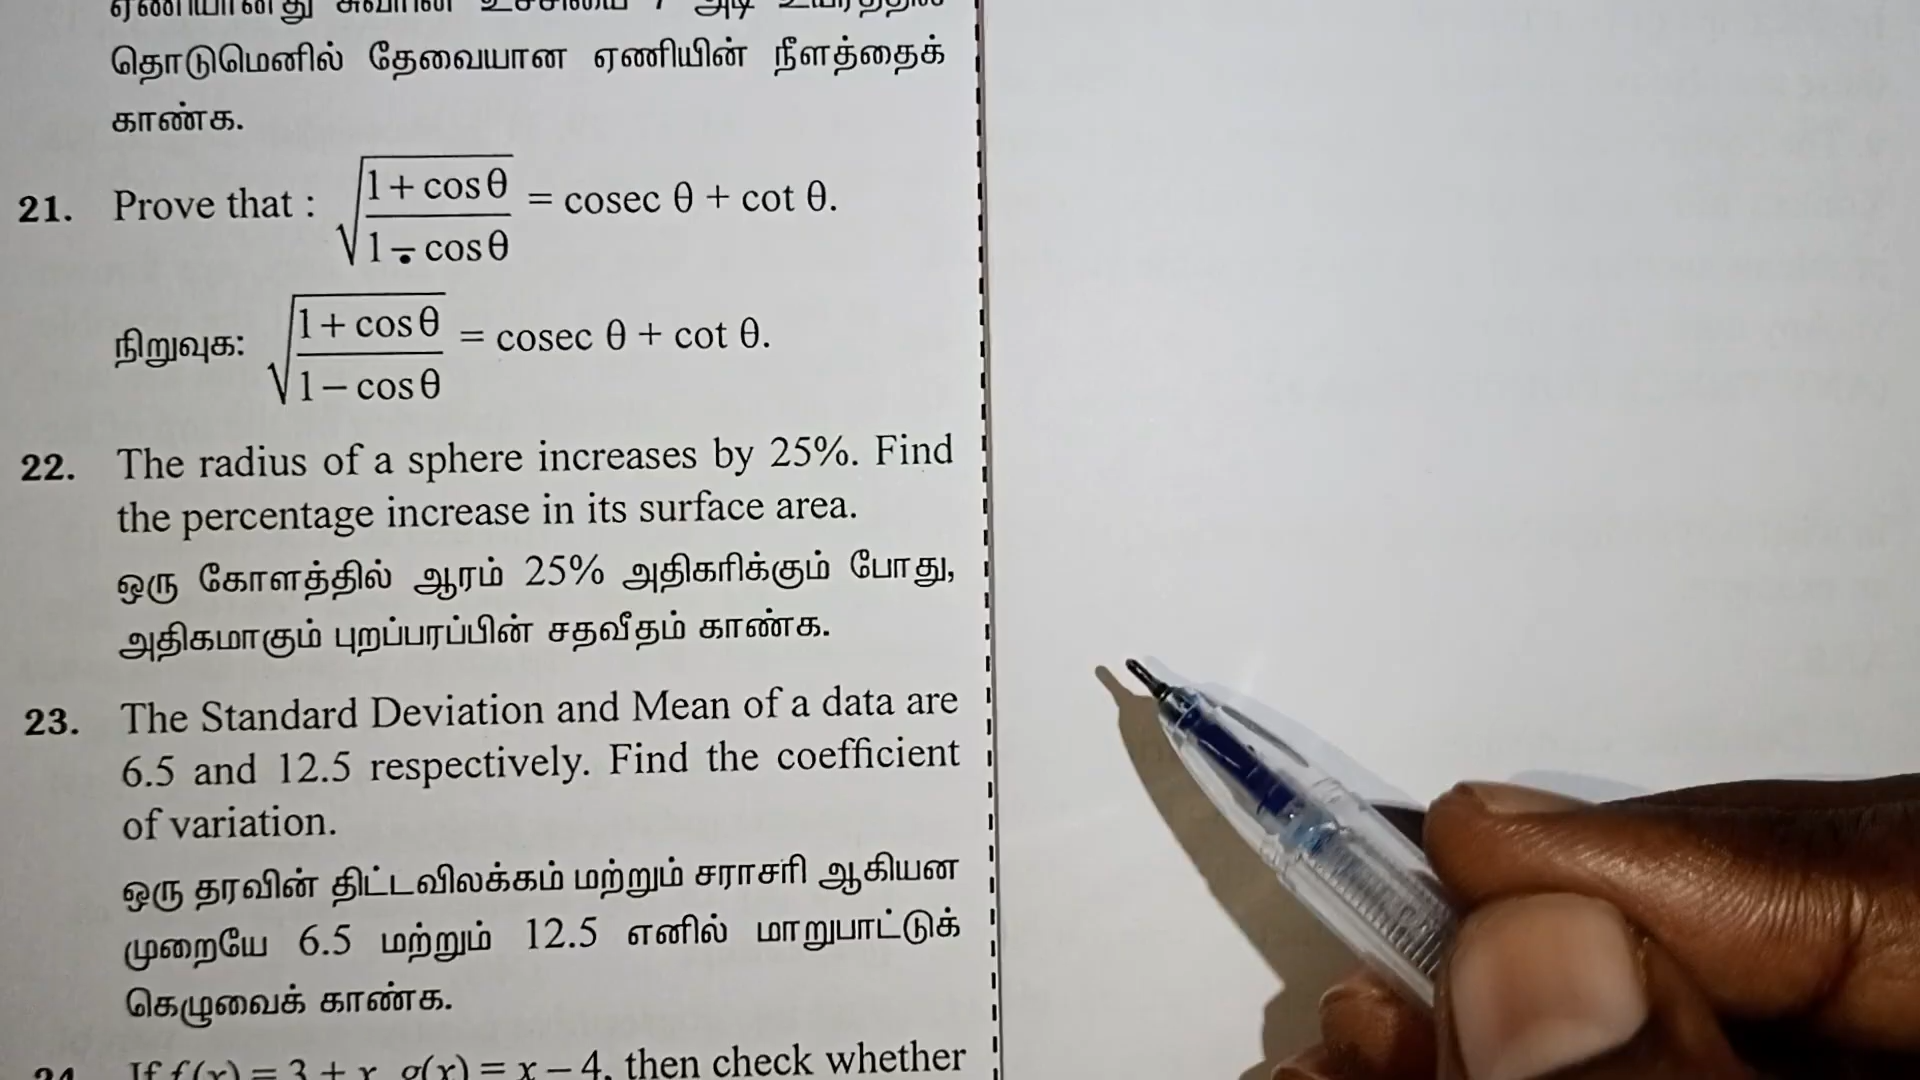 தொடுமெனில் தேவையான ஏணியின் நீளத்தைக்
காண்க.
21. Prove that : √((1 + cos θ)/(1 − cos θ)) = cosec θ + cot θ.
நிறுவுக: √((1 + cos θ)/(1 − cos θ)) = cosec θ + cot θ.
22. The radius of a sphere increases by 25%. Find
the percentage increase in its surface area.
ஒரு கோளத்தில் ஆரம் 25% அதிகரிக்கும் போது,
அதிகமாகும் புறப்பரப்பின் சதவீதம் காண்க.
23. The Standard Deviation and Mean of a data are
6.5 and 12.5 respectively. Find the coefficient
of variation.
ஒரு தரவின் திட்டவிலக்கம் மற்றும் சராசரி ஆகியன
முறையே 6.5 மற்றும் 12.5 எனில் மாறுபாட்டுக்
கெழுவைக் காண்க.
24. If f(x) = 3 + x, g(x) = x − 4, then check whether